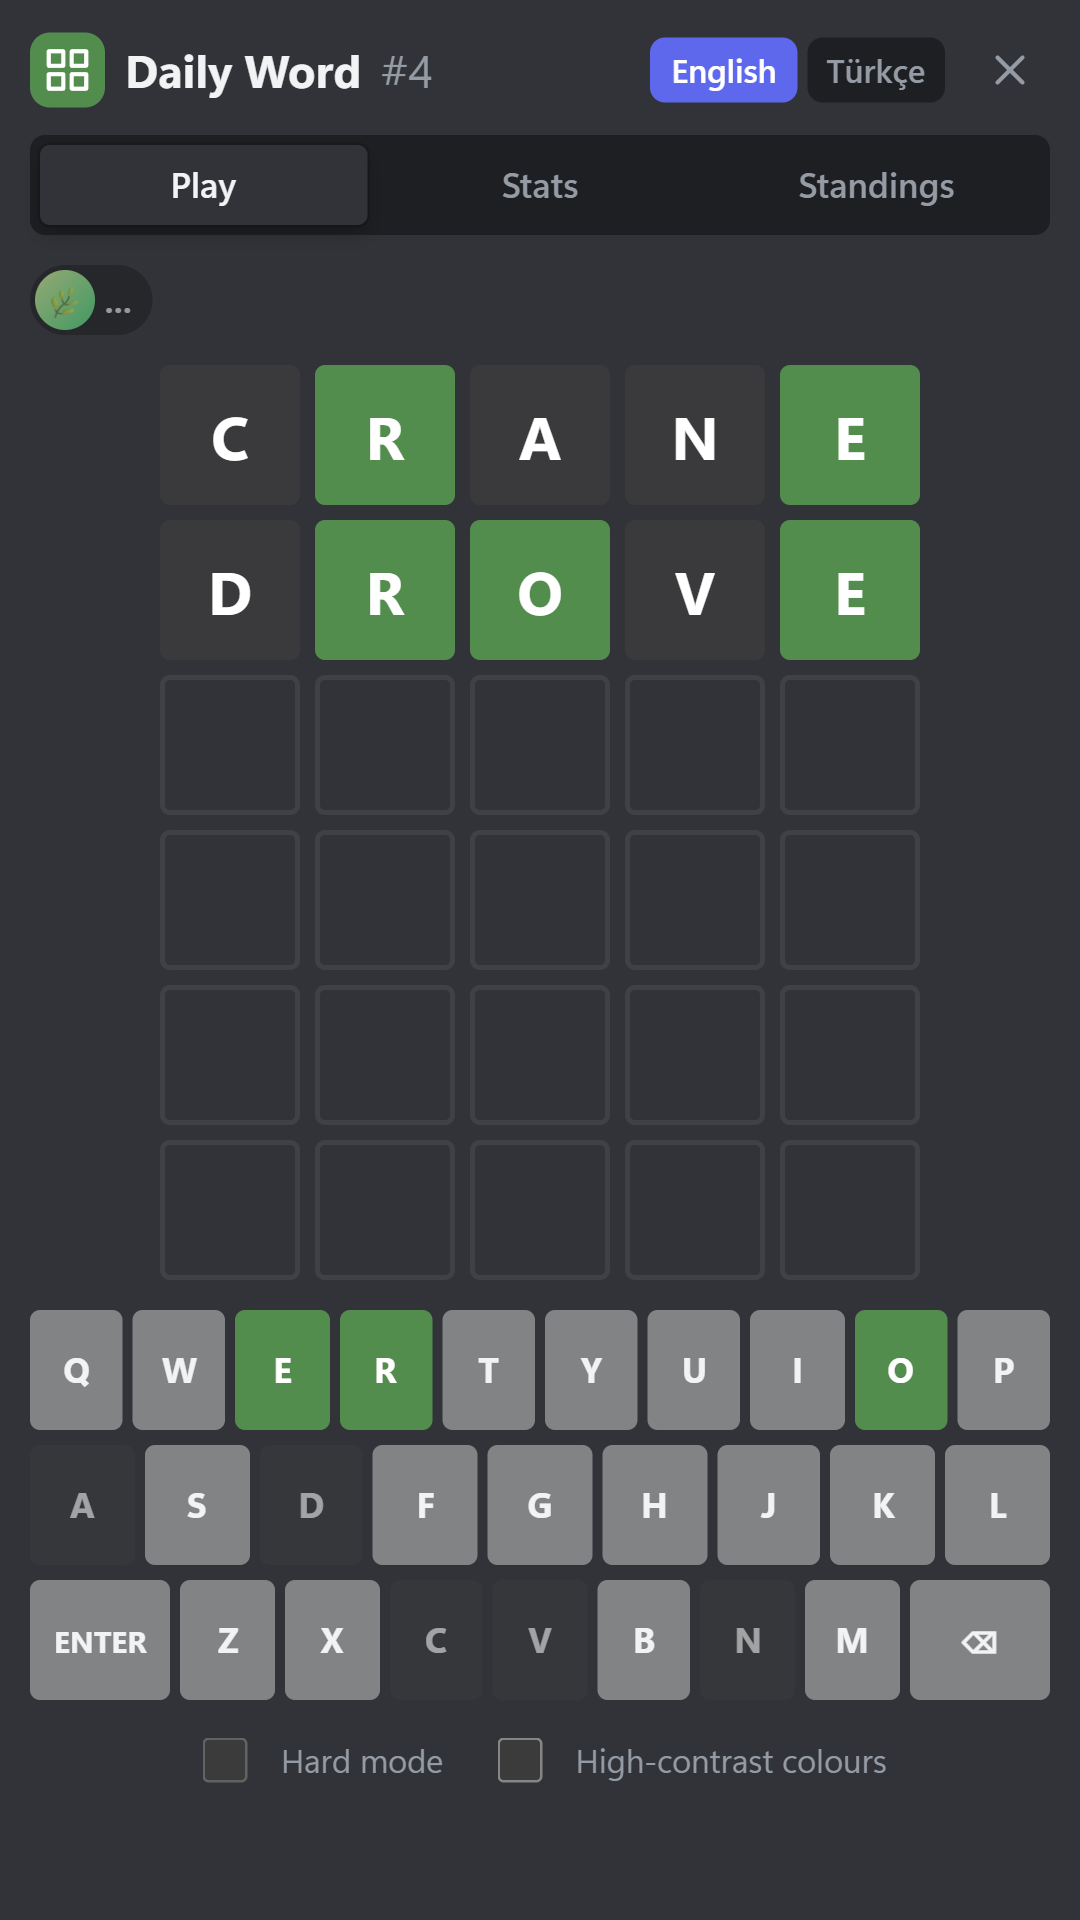 Daily Word #4 English Türkçe
Play Stats Standings
...
C R A N E
D R O V E
Q W E R T Y U I O P
A S D F G H J K L
ENTER Z X C V B N M ⌫
Hard mode High-contrast colours